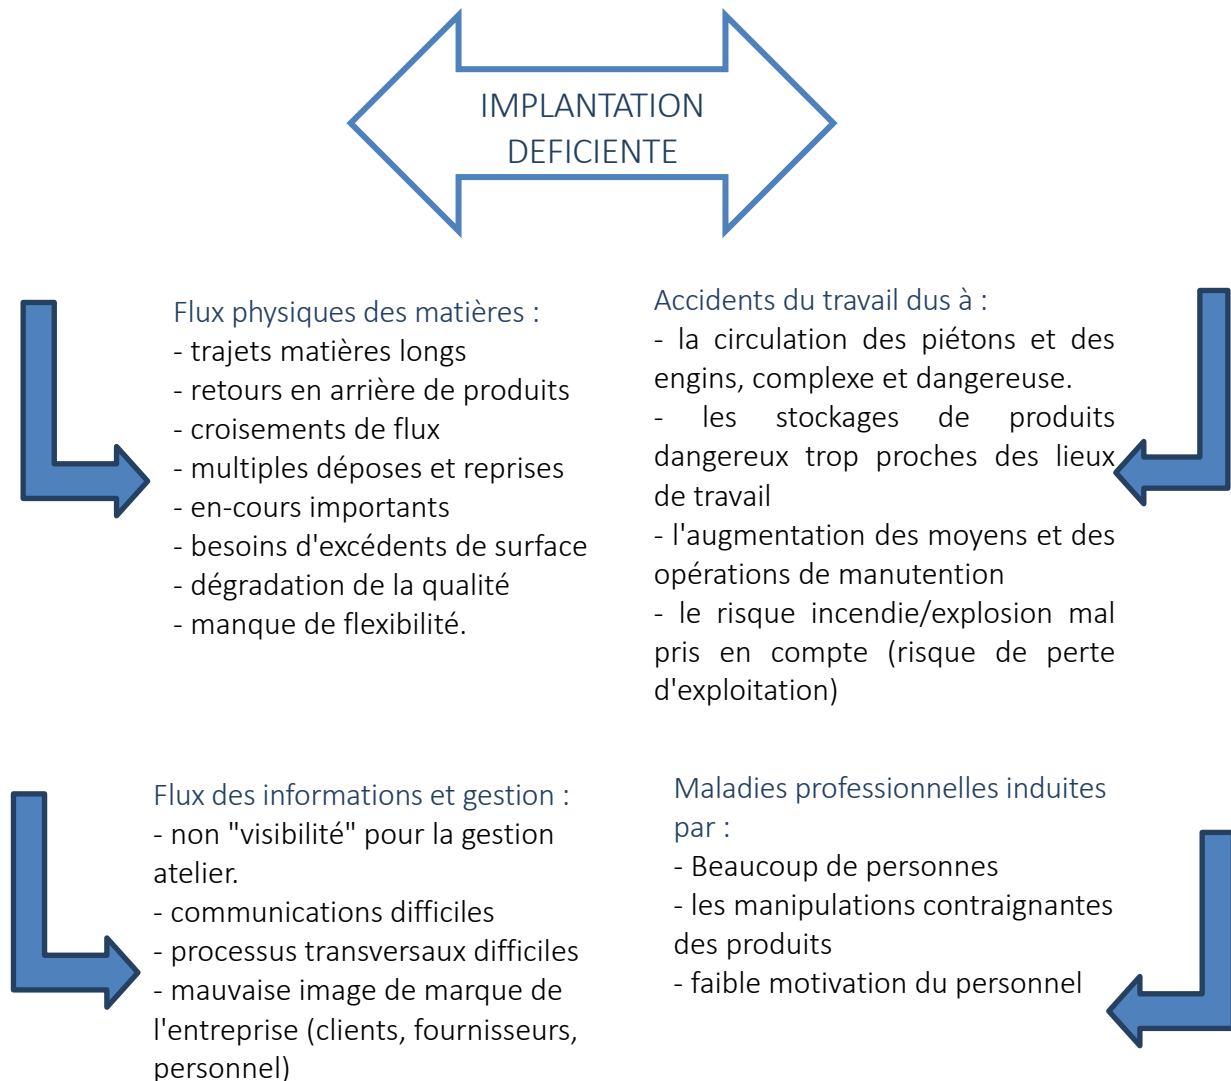 IMPLANTATION
DEFICIENTE
Flux physiques des matières :
- trajets matières longs
- retours en arrière de produits
- croisements de flux
- multiples déposes et reprises
- en-cours importants
- besoins d'excédents de surface
- dégradation de la qualité
- manque de flexibilité.
Accidents du travail dus à :
- la circulation des piétons et des
engins, complexe et dangereuse.
- les stockages de produits
dangereux trop proches des lieux
de travail
- l'augmentation des moyens et des
opérations de manutention
- le risque incendie/explosion mal
pris en compte (risque de perte
d'exploitation)
Flux des informations et gestion :
- non "visibilité" pour la gestion
atelier.
- communications difficiles
- processus transversaux difficiles
- mauvaise image de marque de
l'entreprise (clients, fournisseurs,
personnel)
Maladies professionnelles induites
par :
- Beaucoup de personnes
- les manipulations contraignantes
des produits
- faible motivation du personnel